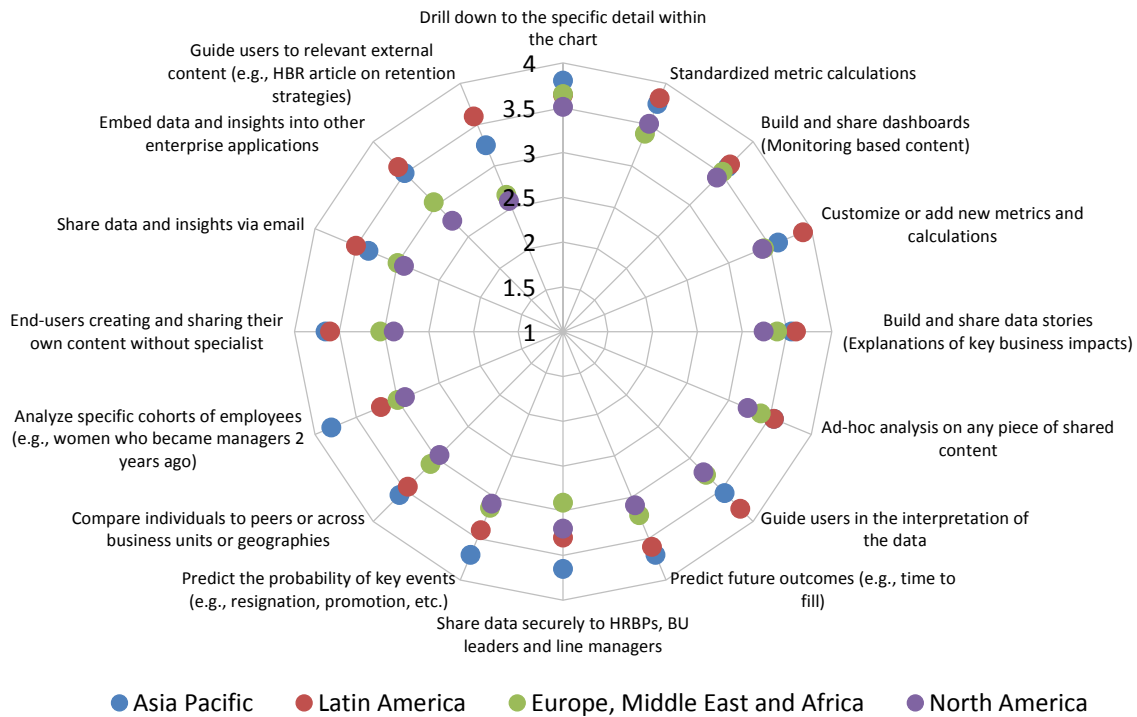 Drill down to the specific detail within
the chart
Standardized metric calculations
Build and share dashboards
(Monitoring based content)
Customize or add new metrics and
calculations
Build and share data stories
(Explanations of key business impacts)
Ad-hoc analysis on any piece of shared
content
Guide users in the interpretation of
the data
Predict future outcomes (e.g., time to
fill)
Share data securely to HRBPs, BU
leaders and line managers
Predict the probability of key events
(e.g., resignation, promotion, etc.)
Compare individuals to peers or across
business units or geographies
Analyze specific cohorts of employees
(e.g., women who became managers 2
years ago)
End-users creating and sharing their
own content without specialist
Share data and insights via email
Embed data and insights into other
enterprise applications
Guide users to relevant external
content (e.g., HBR article on retention
strategies)
4
3.5
3
2.5
2
1.5
1
Asia Pacific
Latin America
Europe, Middle East and Africa
North America